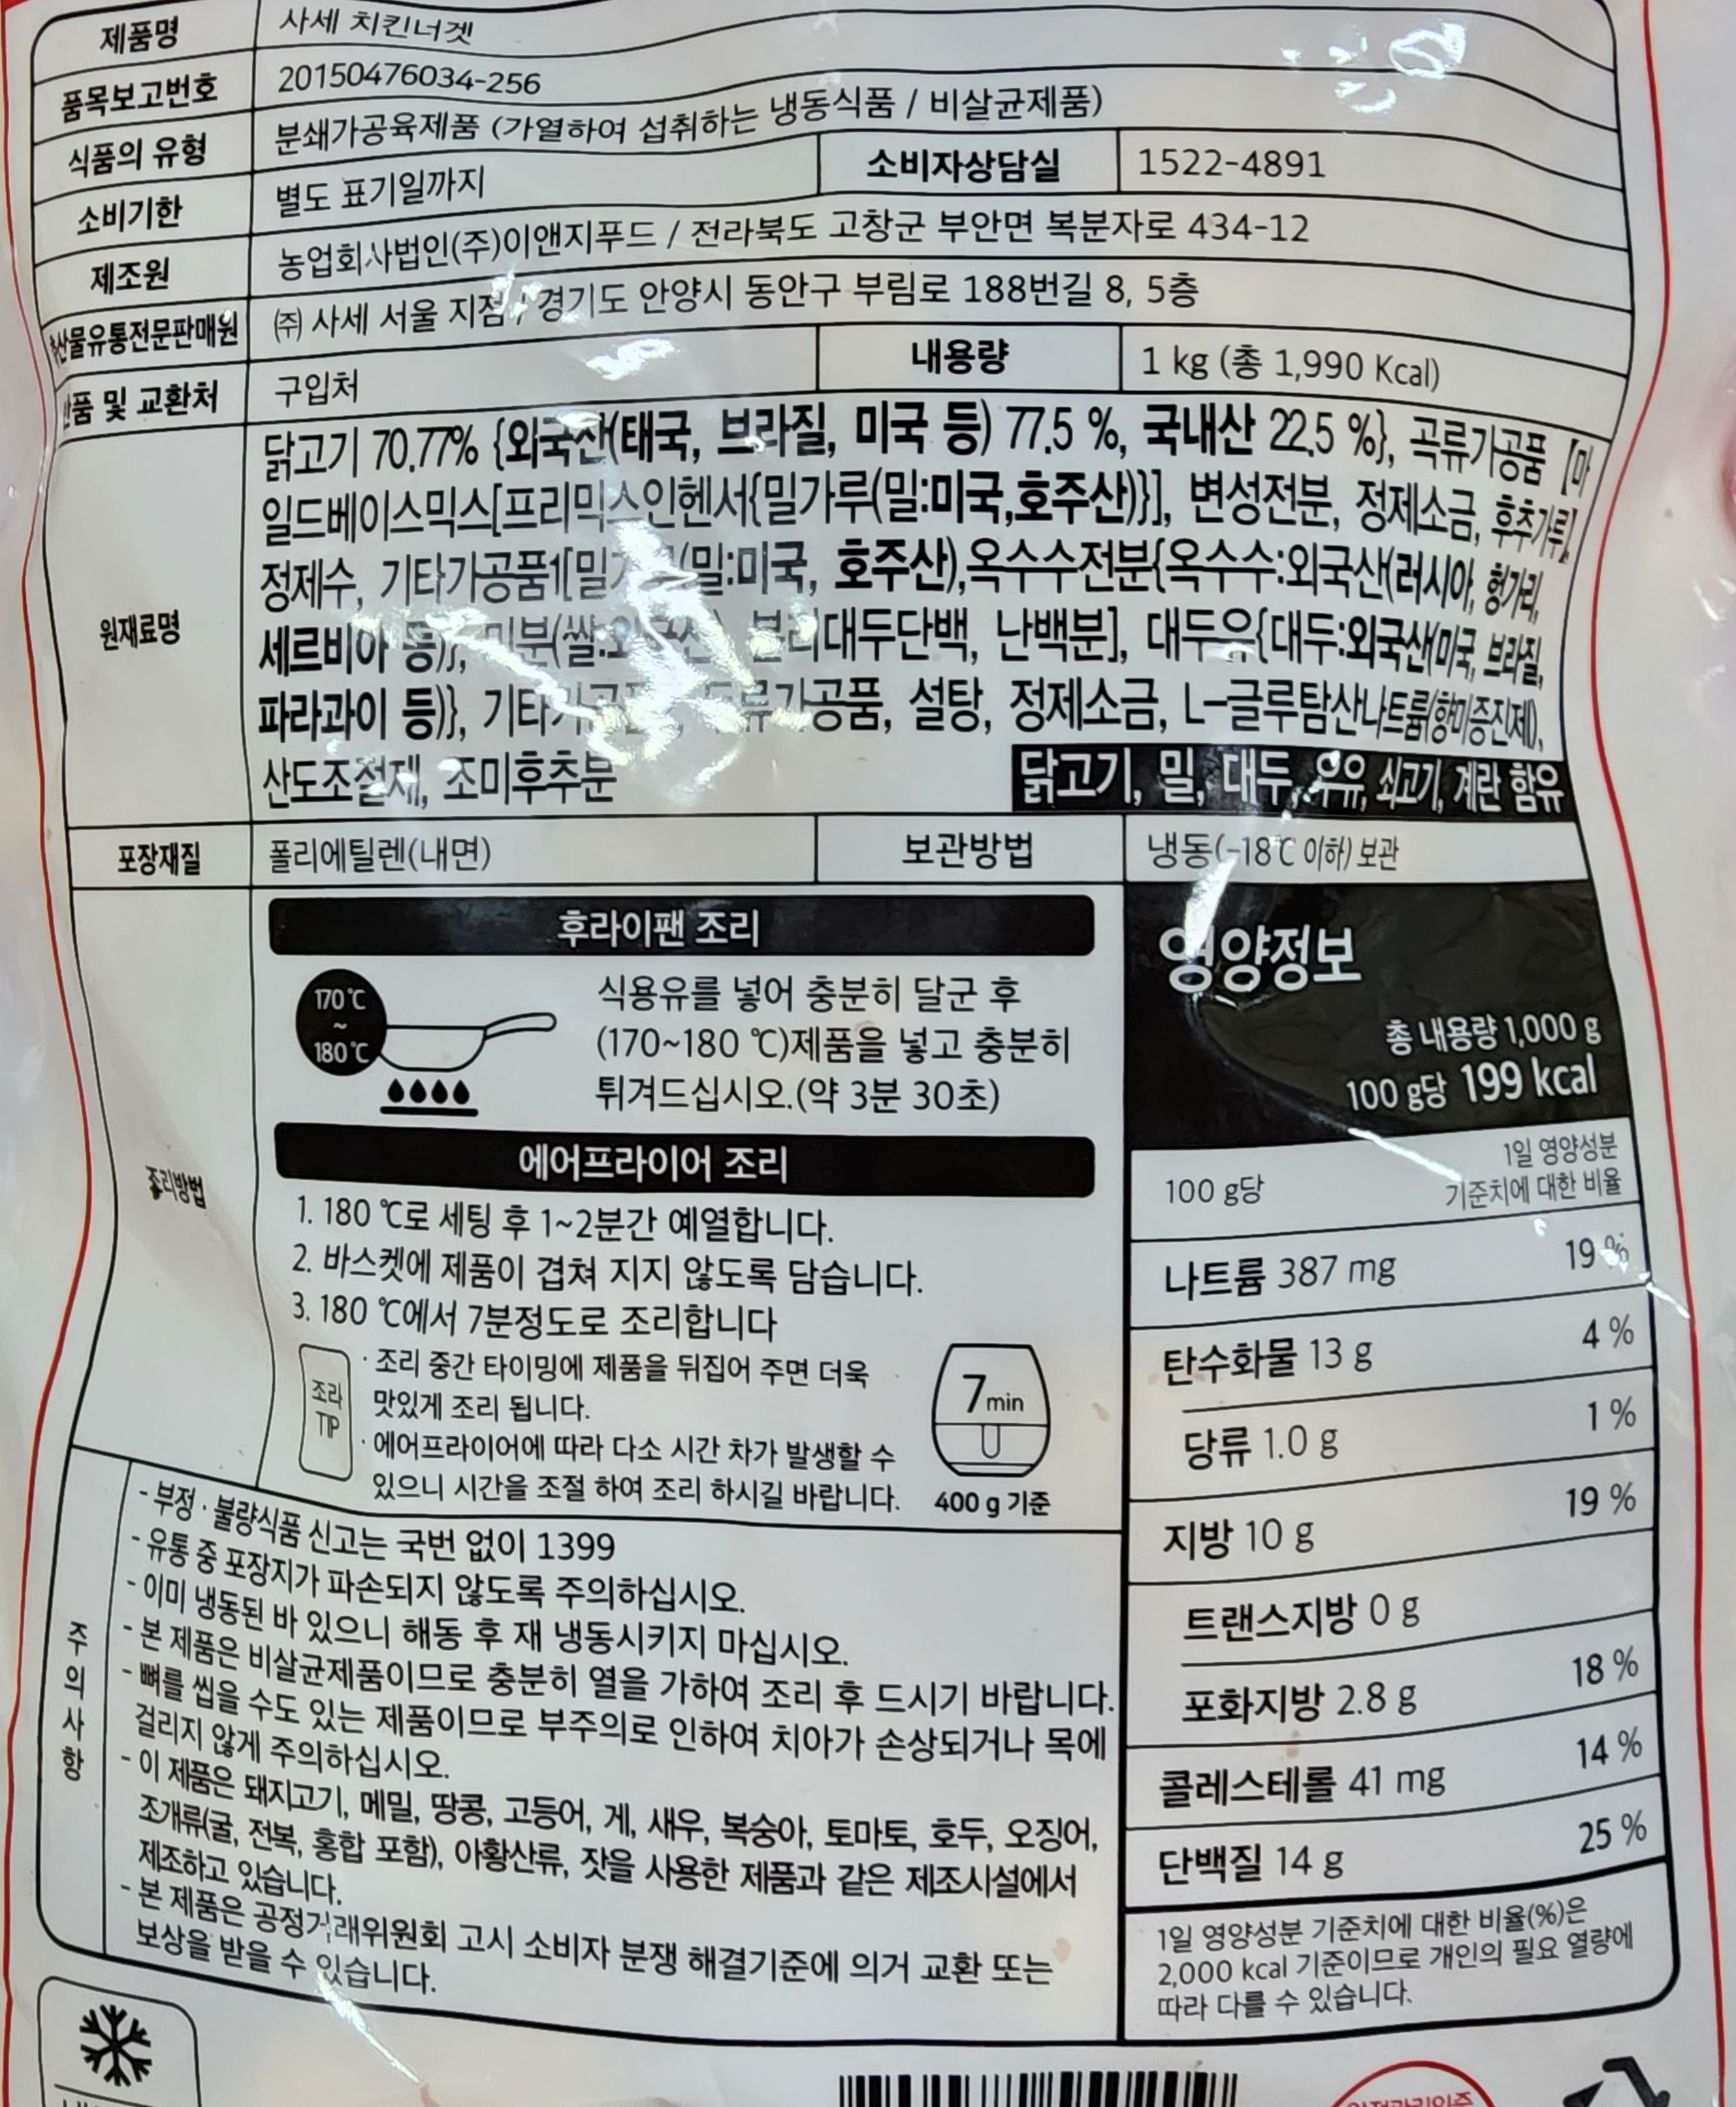 제품명 사세 치킨너겟
품목보고번호 20150476034-256
식품의 유형 분쇄가공육제품 (가열하여 섭취하는 냉동식품 / 비살균제품)
소비기한 별도 표기일까지 소비자상담실 1522-4891
제조원 농업회사법인(주)이앤지푸드 / 전라북도 고창군 부안면 복분자로 434-12
산물유통전문판매원 ㈜ 사세 서울 지점 / 경기도 안양시 동안구 부림로 188번길 8, 5층
품 및 교환처 구입처 내용량 1 kg (총 1,990 Kcal)
원재료명
닭고기 70.77% {외국산(태국, 브라질, 미국 등) 77.5 %, 국내산 22.5 %}, 곡류가공품 [마
일드베이스믹스[프리믹스인헨서{밀가루(밀:미국,호주산)}], 변성전분, 정제소금, 후추가루],
정제수, 기타가공품1[밀 (밀:미국, 호주산),옥수수전분{옥수수:외국산(러시아, 헝가리,
세르비아 등)}, 대두단백, 난백분], 대두유{대두:외국산(미국, 브라질,
파라과이 등)}, 가공품, 설탕, 정제소금, L-글루탐산나트륨(향미증진제),
산도조절제, 조미후추분
닭고기, 밀, 대두, 우유, 쇠고기, 계란 함유
포장재질 폴리에틸렌(내면) 보관방법 냉동(-18℃ 이하) 보관
조리방법
후라이팬 조리
170℃
~
180℃
식용유를 넣어 충분히 달군 후
(170~180 ℃)제품을 넣고 충분히
튀겨드십시오.(약 3분 30초)
에어프라이어 조리
1. 180 ℃로 세팅 후 1~2분간 예열합니다.
2. 바스켓에 제품이 겹쳐 지지 않도록 담습니다.
3. 180 ℃에서 7분정도로 조리합니다
조리
TIP
· 조리 중간 타이밍에 제품을 뒤집어 주면 더욱
맛있게 조리 됩니다.
· 에어프라이어에 따라 다소 시간 차가 발생할 수
있으니 시간을 조절 하여 조리 하시길 바랍니다.
7min
400 g 기준
주의사항
- 부정 · 불량식품 신고는 국번 없이 1399
- 유통 중 포장지가 파손되지 않도록 주의하십시오.
- 이미 냉동된 바 있으니 해동 후 재 냉동시키지 마십시오.
- 본 제품은 비살균제품이므로 충분히 열을 가하여 조리 후 드시기 바랍니다.
- 뼈를 씹을 수도 있는 제품이므로 부주의로 인하여 치아가 손상되거나 목에
걸리지 않게 주의하십시오.
- 이 제품은 돼지고기, 메밀, 땅콩, 고등어, 게, 새우, 복숭아, 토마토, 호두, 오징어,
조개류(굴, 전복, 홍합 포함), 아황산류, 잣을 사용한 제품과 같은 제조시설에서
제조하고 있습니다.
- 본 제품은 공정거래위원회 고시 소비자 분쟁 해결기준에 의거 교환 또는
보상을 받을 수 있습니다.
영양정보
총 내용량 1,000 g
100 g당 199 kcal
100 g당 1일 영양성분
기준치에 대한 비율
나트륨 387 mg 19 %
탄수화물 13 g 4 %
당류 1.0 g 1 %
지방 10 g 19 %
트랜스지방 0 g
포화지방 2.8 g 18 %
콜레스테롤 41 mg 14 %
단백질 14 g 25 %
1일 영양성분 기준치에 대한 비율(%)은
2,000 kcal 기준이므로 개인의 필요 열량에
따라 다를 수 있습니다.